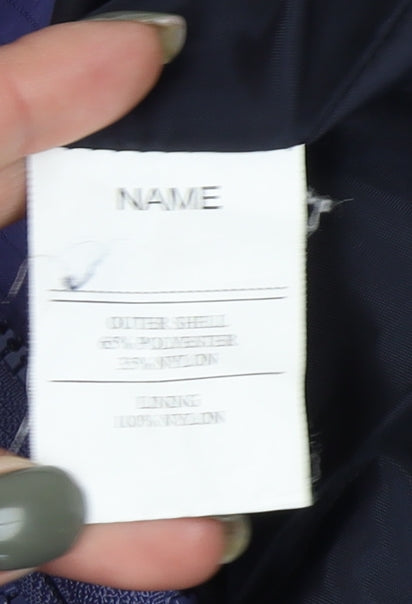 NAME
OUTER SHELL
65% POLYESTER
35% NYLON
LINING
100% NYLON